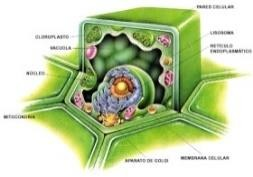 PARED CELULAR
CLOROPLASTO
LISOSOMA
VACUOLA
RETÍCULO
ENDOPLASMÁTICO
NÚCLEO
MITOCONDRIA
MEMBRANA CELULAR
APARATO DE GOLGI